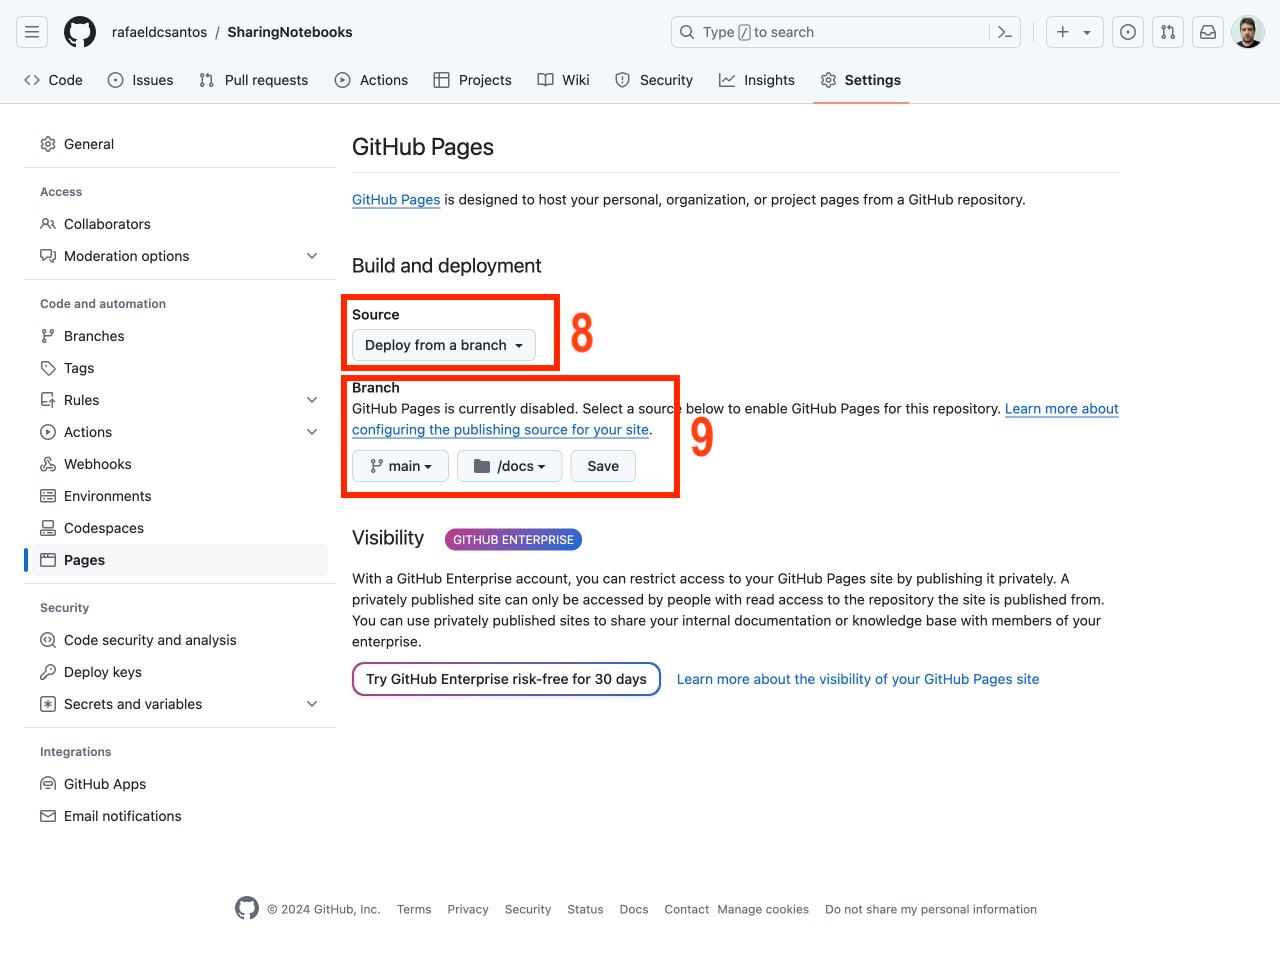 rafaeldcsantos / SharingNotebooks
Type / to search
Code Issues Pull requests Actions Projects Wiki Security Insights Settings
General
Access
Collaborators
Moderation options
Code and automation
Branches
Tags
Rules
Actions
Webhooks
Environments
Codespaces
Pages
Security
Code security and analysis
Deploy keys
Secrets and variables
Integrations
GitHub Apps
Email notifications
GitHub Pages
GitHub Pages is designed to host your personal, organization, or project pages from a GitHub repository.
Build and deployment
Source
Deploy from a branch
8
Branch
GitHub Pages is currently disabled. Select a source below to enable GitHub Pages for this repository. Learn more about
configuring the publishing source for your site.
9
main /docs Save
Visibility GITHUB ENTERPRISE
With a GitHub Enterprise account, you can restrict access to your GitHub Pages site by publishing it privately. A
privately published site can only be accessed by people with read access to the repository the site is published from.
You can use privately published sites to share your internal documentation or knowledge base with members of your
enterprise.
Try GitHub Enterprise risk-free for 30 days Learn more about the visibility of your GitHub Pages site
© 2024 GitHub, Inc. Terms Privacy Security Status Docs Contact Manage cookies Do not share my personal information